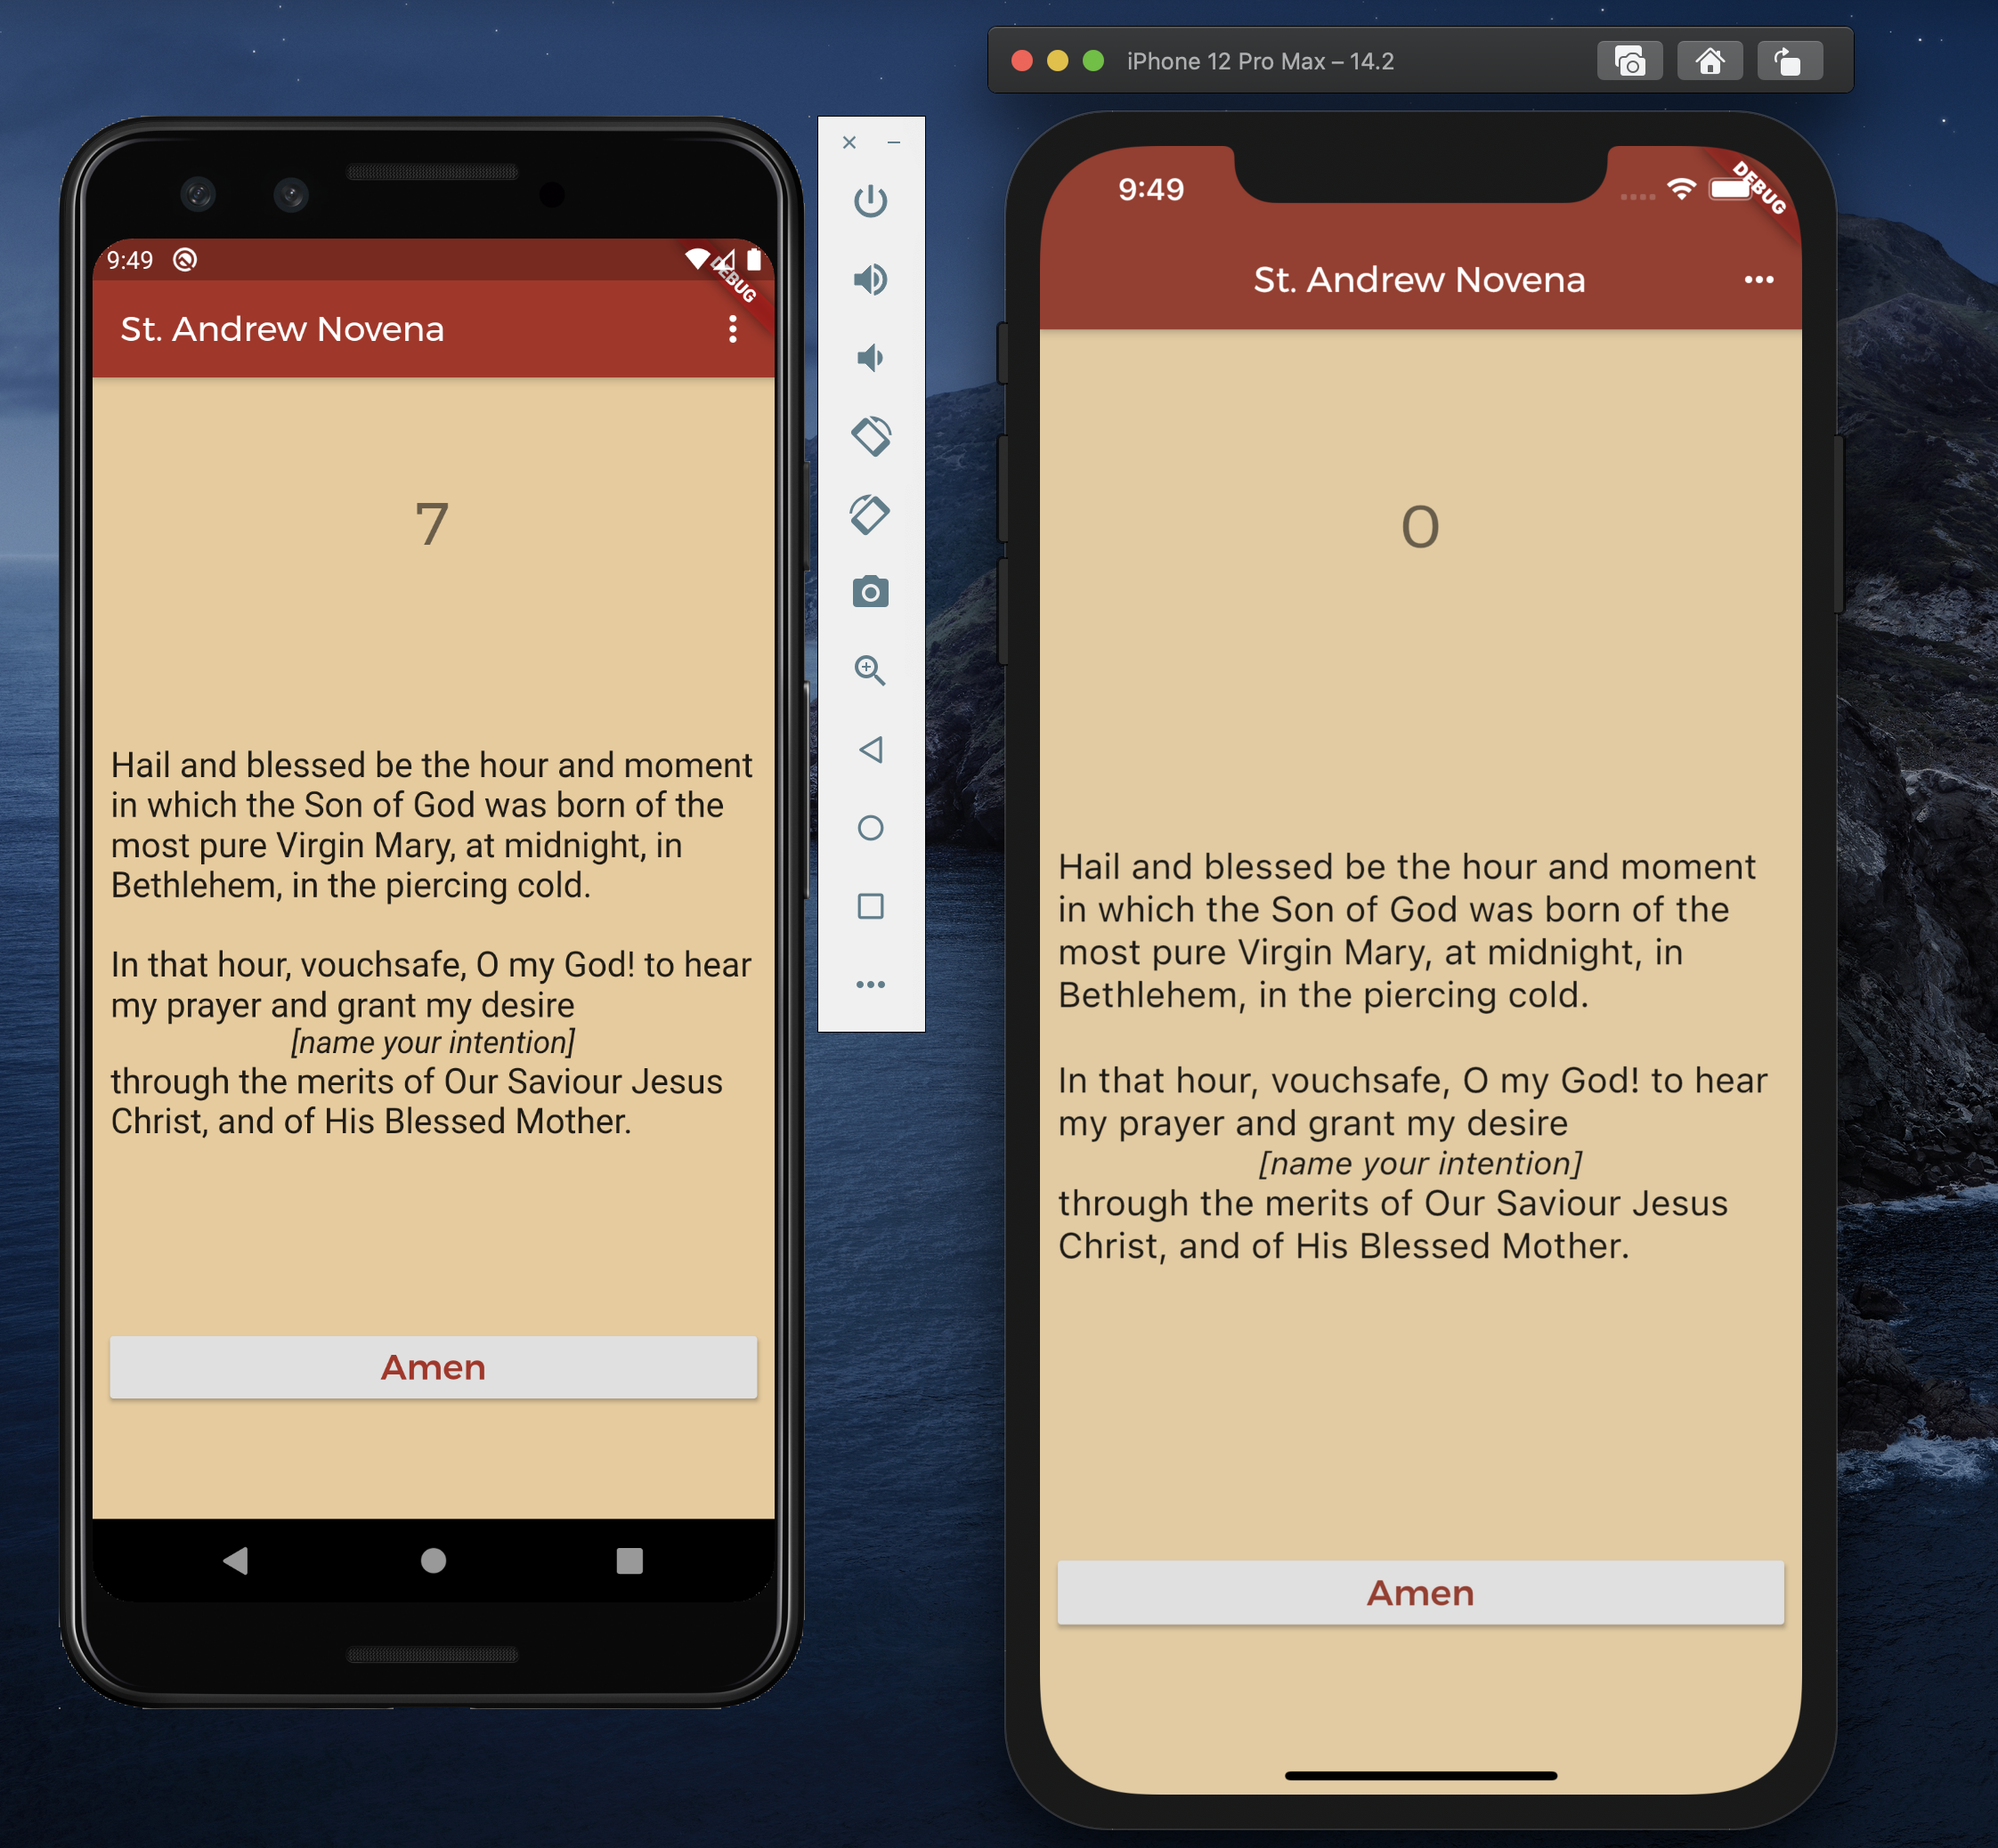 iPhone 12 Pro Max – 14.2
9:49
DEBUG
St. Andrew Novena
7
Hail and blessed be the hour and moment
in which the Son of God was born of the
most pure Virgin Mary, at midnight, in
Bethlehem, in the piercing cold.
In that hour, vouchsafe, O my God! to hear
my prayer and grant my desire
[name your intention]
through the merits of Our Saviour Jesus
Christ, and of His Blessed Mother.
Amen
9:49
DEBUG
St. Andrew Novena
0
Hail and blessed be the hour and moment
in which the Son of God was born of the
most pure Virgin Mary, at midnight, in
Bethlehem, in the piercing cold.
In that hour, vouchsafe, O my God! to hear
my prayer and grant my desire
[name your intention]
through the merits of Our Saviour Jesus
Christ, and of His Blessed Mother.
Amen